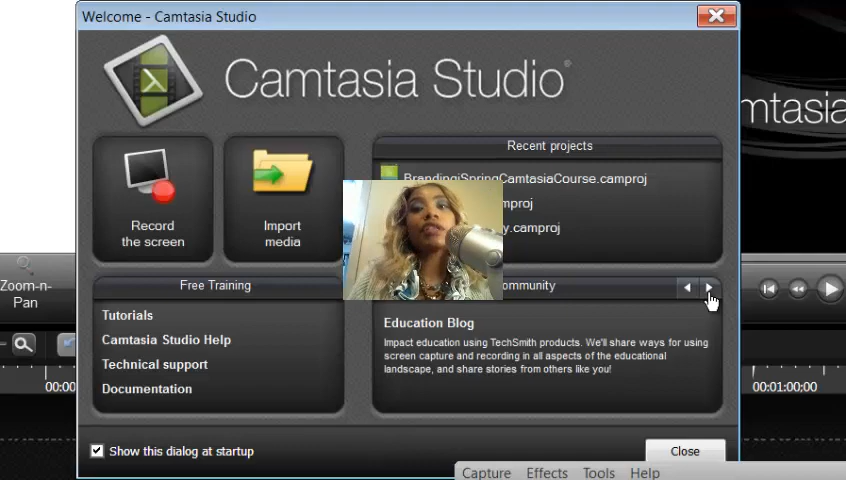 Welcome - Camtasia Studio
Camtasia Studio®
mtasia
Record
the screen
Import
media
Recent projects
BrandingiSpringCamtasiaCourse.camproj
mproj
y.camproj
Zoom-n-
Pan
Free Training
Tutorials
Camtasia Studio Help
Technical support
Documentation
ommunity
Education Blog
Impact education using TechSmith products. We'll share ways for using
screen capture and recording in all aspects of the educational
landscape, and share stories from others like you!
00:00
00:01:00;00
Show this dialog at startup
Close
Capture Effects Tools Help